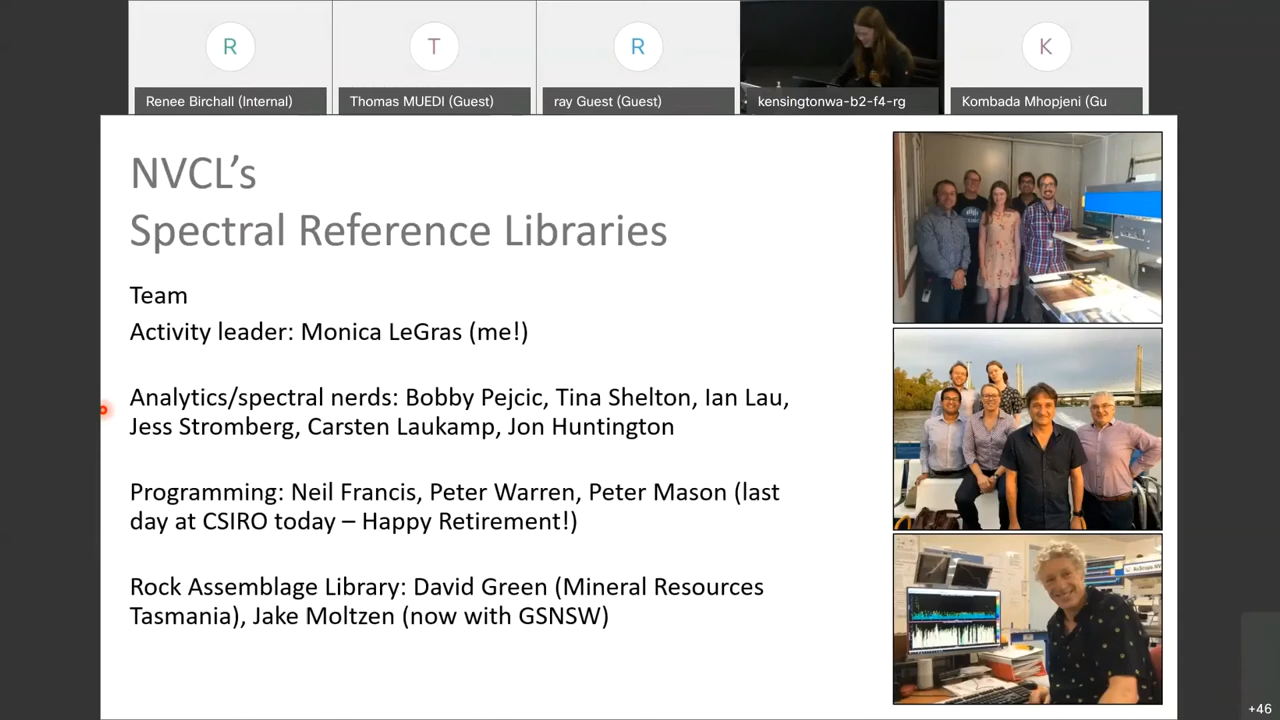 R
T
R
K
Renee Birchall (Internal)
Thomas MUEDI (Guest)
ray Guest (Guest)
kensingtonwa-b2-f4-rg
Kombada Mhopjeni (Gu
NVCL’s
Spectral Reference Libraries
Team
Activity leader: Monica LeGras (me!)
Analytics/spectral nerds: Bobby Pejcic, Tina Shelton, Ian Lau,
Jess Stromberg, Carsten Laukamp, Jon Huntington
Programming: Neil Francis, Peter Warren, Peter Mason (last
day at CSIRO today – Happy Retirement!)
Rock Assemblage Library: David Green (Mineral Resources
Tasmania), Jake Moltzen (now with GSNSW)
+46